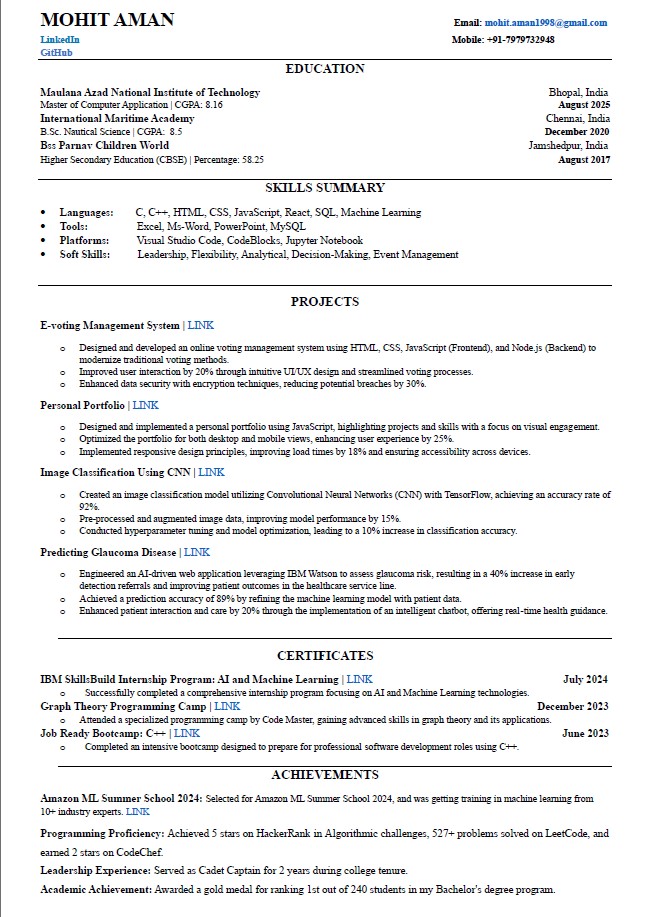 MOHIT AMAN
Email: mohit.aman1998@gmail.com
LinkedIn
Mobile: +91-7979732948
GitHub
EDUCATION
Maulana Azad National Institute of Technology Bhopal, India
Master of Computer Application | CGPA: 8.16 August 2025
International Maritime Academy Chennai, India
B.Sc. Nautical Science | CGPA: 8.5 December 2020
Bss Parnav Children World Jamshedpur, India
Higher Secondary Education (CBSE) | Percentage: 58.25 August 2017
SKILLS SUMMARY
• Languages: C, C++, HTML, CSS, JavaScript, React, SQL, Machine Learning
• Tools: Excel, Ms-Word, PowerPoint, MySQL
• Platforms: Visual Studio Code, CodeBlocks, Jupyter Notebook
• Soft Skills: Leadership, Flexibility, Analytical, Decision-Making, Event Management
PROJECTS
E-voting Management System | LINK
o Designed and developed an online voting management system using HTML, CSS, JavaScript (Frontend), and Node.js (Backend) to
modernize traditional voting methods.
o Improved user interaction by 20% through intuitive UI/UX design and streamlined voting processes.
o Enhanced data security with encryption techniques, reducing potential breaches by 30%.
Personal Portfolio | LINK
o Designed and implemented a personal portfolio using JavaScript, highlighting projects and skills with a focus on visual engagement.
o Optimized the portfolio for both desktop and mobile views, enhancing user experience by 25%.
o Implemented responsive design principles, improving load times by 18% and ensuring accessibility across devices.
Image Classification Using CNN | LINK
o Created an image classification model utilizing Convolutional Neural Networks (CNN) with TensorFlow, achieving an accuracy rate of
92%.
o Pre-processed and augmented image data, improving model performance by 15%.
o Conducted hyperparameter tuning and model optimization, leading to a 10% increase in classification accuracy.
Predicting Glaucoma Disease | LINK
o Engineered an AI-driven web application leveraging IBM Watson to assess glaucoma risk, resulting in a 40% increase in early
detection referrals and improving patient outcomes in the healthcare service line.
o Achieved a prediction accuracy of 89% by refining the machine learning model with patient data.
o Enhanced patient interaction and care by 20% through the implementation of an intelligent chatbot, offering real-time health guidance.
CERTIFICATES
IBM SkillsBuild Internship Program: AI and Machine Learning | LINK July 2024
o Successfully completed a comprehensive internship program focusing on AI and Machine Learning technologies.
Graph Theory Programming Camp | LINK December 2023
o Attended a specialized programming camp by Code Master, gaining advanced skills in graph theory and its applications.
Job Ready Bootcamp: C++ | LINK June 2023
o Completed an intensive bootcamp designed to prepare for professional software development roles using C++.
ACHIEVEMENTS
Amazon ML Summer School 2024: Selected for Amazon ML Summer School 2024, and was getting training in machine learning from
10+ industry experts. LINK
Programming Proficiency: Achieved 5 stars on HackerRank in Algorithmic challenges, 527+ problems solved on LeetCode, and
earned 2 stars on CodeChef.
Leadership Experience: Served as Cadet Captain for 2 years during college tenure.
Academic Achievement: Awarded a gold medal for ranking 1st out of 240 students in my Bachelor's degree program.